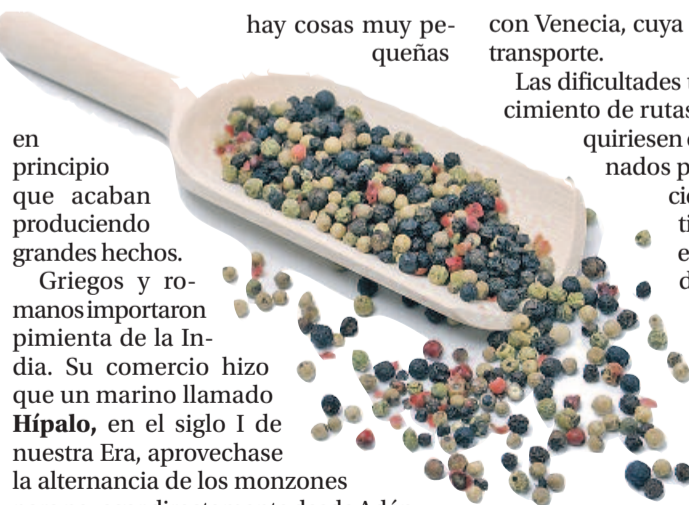 hay cosas muy pe-
queñas
en
principio
que acaban
produciendo
grandes hechos.
Griegos y ro-
manos importaron
pimienta de la In-
dia. Su comercio hizo
que un marino llamado
Hípalo, en el siglo I de
nuestra Era, aprovechase
la alternancia de los monzones
con Venecia, cuya
transporte.
Las dificultades
cimiento de rutas
quiriesen
nados